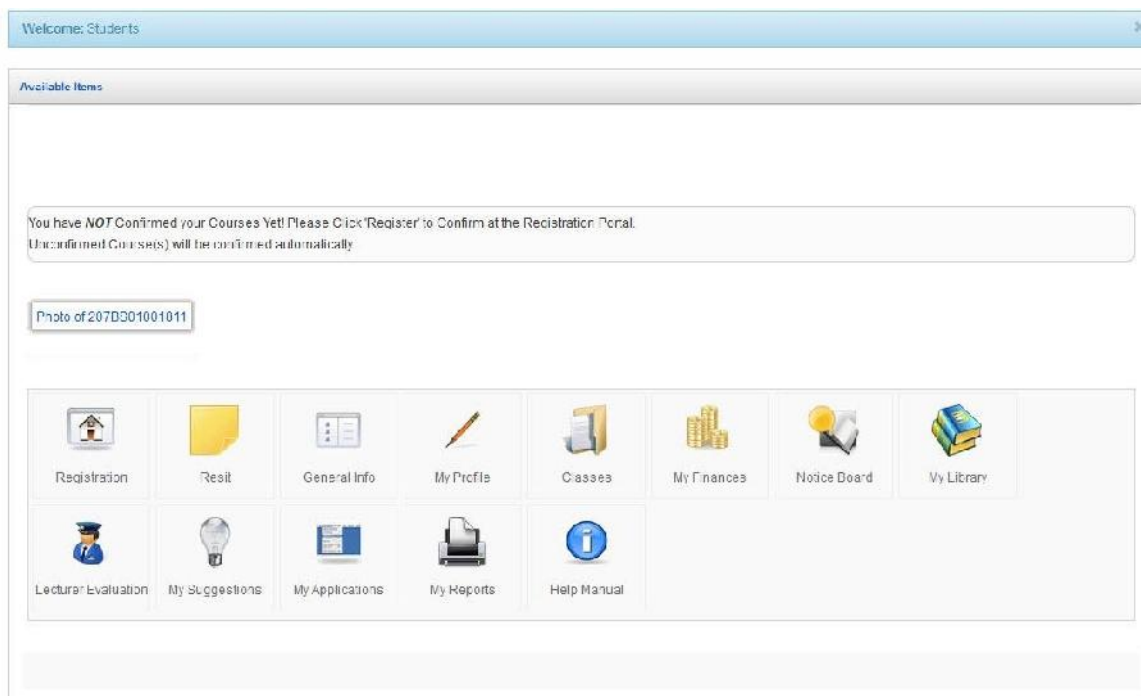 Welcome: Students
Available Items
You have NOT Confirmed your Courses Yet! Please Click 'Register' to Confirm at the Registration Portal.
Unconfirmed Course(s) will be confirmed automatically
Photo of
Registration
Resit
General Info
My Profile
Classes
My Finances
Notice Board
My Library
Lecturer Evaluation
My Suggestions
My Applications
My Reports
Help Manual